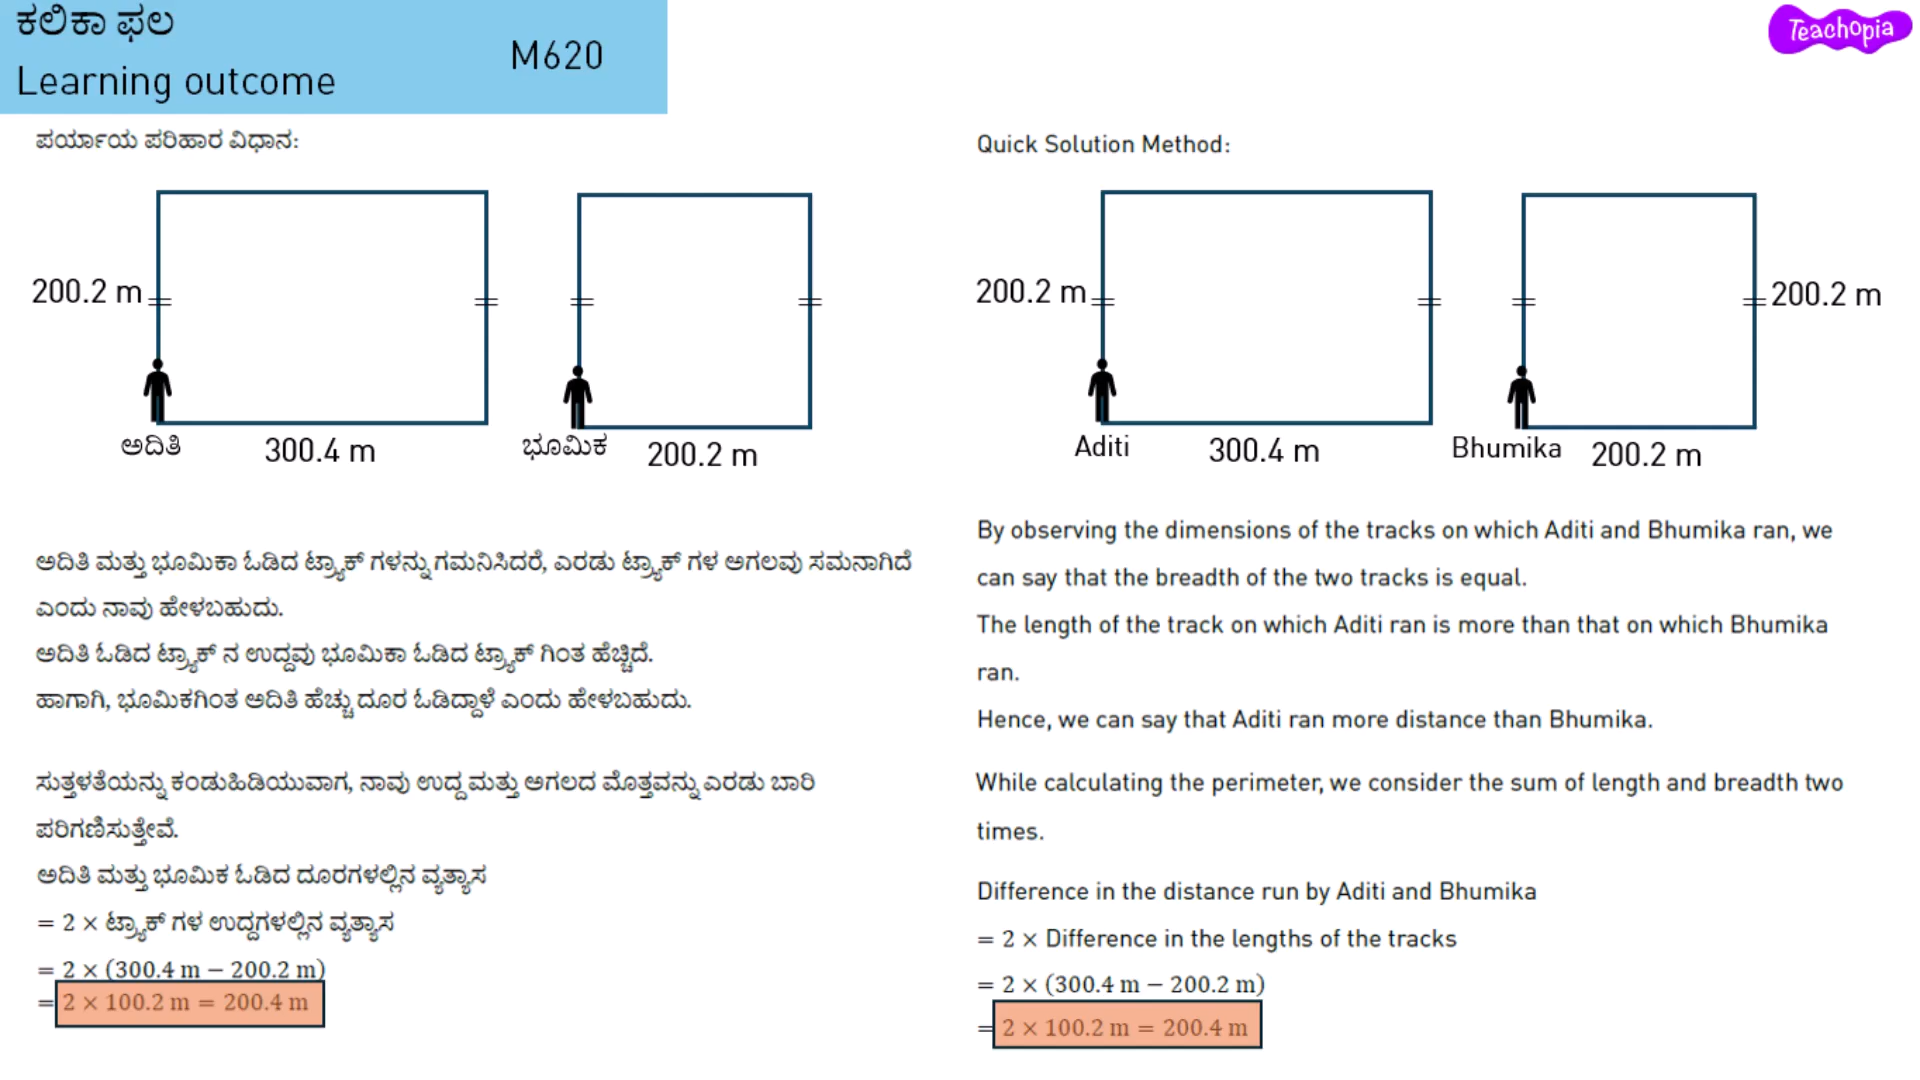 ಕಲಿಕಾ ಫಲ
Learning outcome
M620
Teachopia
ಪರ್ಯಾಯ ಪರಿಹಾರ ವಿಧಾನ:
200.2 m
ಅದಿತಿ
300.4 m
ಭೂಮಿಕ
200.2 m
ಅದಿತಿ ಮತ್ತು ಭೂಮಿಕಾ ಓಡಿದ ಟ್ರ್ಯಾಕ್ ಗಳನ್ನು ಗಮನಿಸಿದರೆ, ಎರಡು ಟ್ರ್ಯಾಕ್ ಗಳ ಅಗಲವು ಸಮನಾಗಿದೆ
ಎಂದು ನಾವು ಹೇಳಬಹುದು.
ಅದಿತಿ ಓಡಿದ ಟ್ರ್ಯಾಕ್ ನ ಉದ್ದವು ಭೂಮಿಕಾ ಓಡಿದ ಟ್ರ್ಯಾಕ್ ಗಿಂತ ಹೆಚ್ಚಿದೆ.
ಹಾಗಾಗಿ, ಭೂಮಿಕಗಿಂತ ಅದಿತಿ ಹೆಚ್ಚು ದೂರ ಓಡಿದ್ದಾಳೆ ಎಂದು ಹೇಳಬಹುದು.
ಸುತ್ತಳತೆಯನ್ನು ಕಂಡುಹಿಡಿಯುವಾಗ, ನಾವು ಉದ್ದ ಮತ್ತು ಅಗಲದ ಮೊತ್ತವನ್ನು ಎರಡು ಬಾರಿ
ಪರಿಗಣಿಸುತ್ತೇವೆ.
ಅದಿತಿ ಮತ್ತು ಭೂಮಿಕ ಓಡಿದ ದೂರಗಳಲ್ಲಿನ ವ್ಯತ್ಯಾಸ
= 2 × ಟ್ರ್ಯಾಕ್ ಗಳ ಉದ್ದಗಳಲ್ಲಿನ ವ್ಯತ್ಯಾಸ
= 2 × (300.4 m − 200.2 m)
= 2 × 100.2 m = 200.4 m
Quick Solution Method:
200.2 m
200.2 m
Aditi
300.4 m
Bhumika
200.2 m
By observing the dimensions of the tracks on which Aditi and Bhumika ran, we
can say that the breadth of the two tracks is equal.
The length of the track on which Aditi ran is more than that on which Bhumika
ran.
Hence, we can say that Aditi ran more distance than Bhumika.
While calculating the perimeter, we consider the sum of length and breadth two
times.
Difference in the distance run by Aditi and Bhumika
= 2 × Difference in the lengths of the tracks
= 2 × (300.4 m − 200.2 m)
= 2 × 100.2 m = 200.4 m